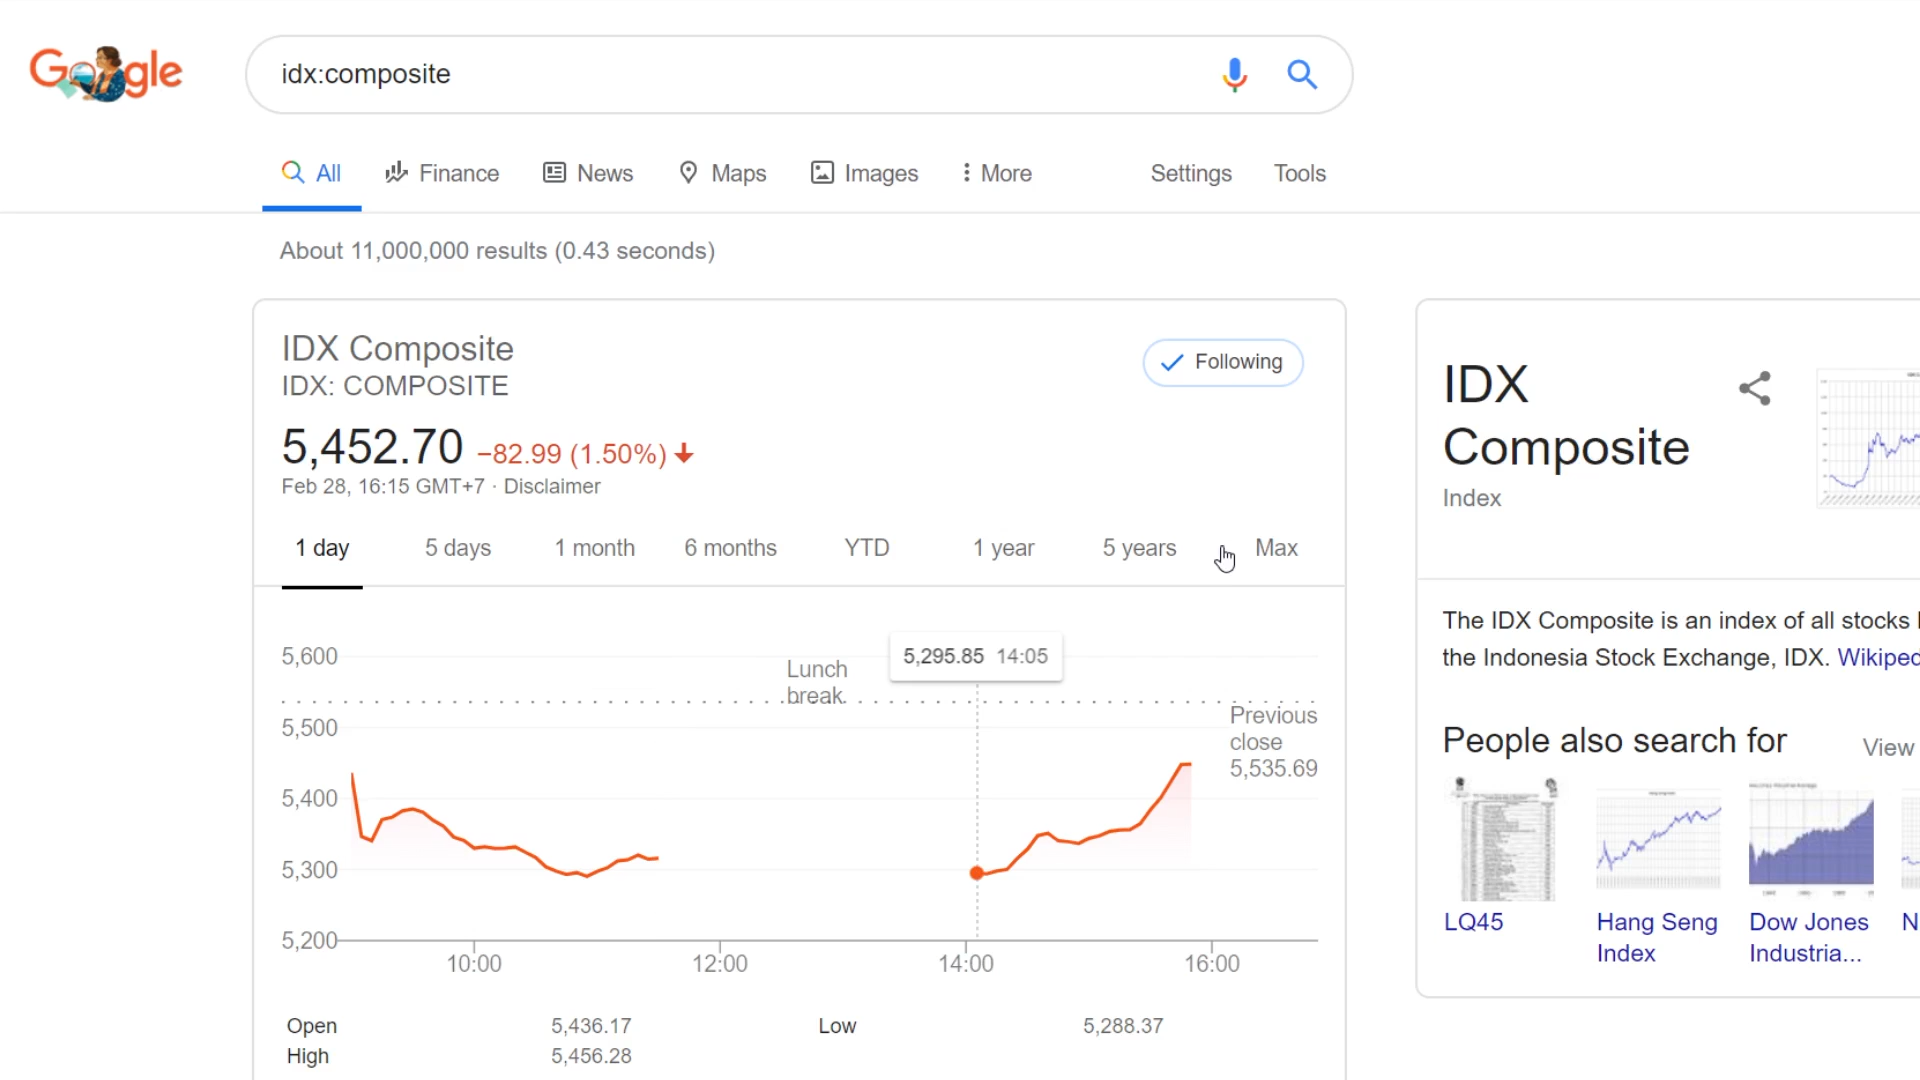 Google
idx:composite
All
Finance
News
Maps
Images
More
Settings
Tools
About 11,000,000 results (0.43 seconds)
IDX Composite
IDX: COMPOSITE
Following
5,452.70 −82.99 (1.50%)
Feb 28, 16:15 GMT+7 · Disclaimer
1 day
5 days
1 month
6 months
YTD
1 year
5 years
Max
5,600
5,500
5,400
5,300
5,200
Lunch
break
5,295.85 14:05
Previous
close
5,535.69
10:00
12:00
14:00
16:00
Open 5,436.17
Low 5,288.37
High 5,456.28
IDX
Composite
Index
The IDX Composite is an index of all stocks
the Indonesia Stock Exchange, IDX. Wikiped
People also search for
View
LQ45
Hang Seng
Index
Dow Jones
Industria...
N